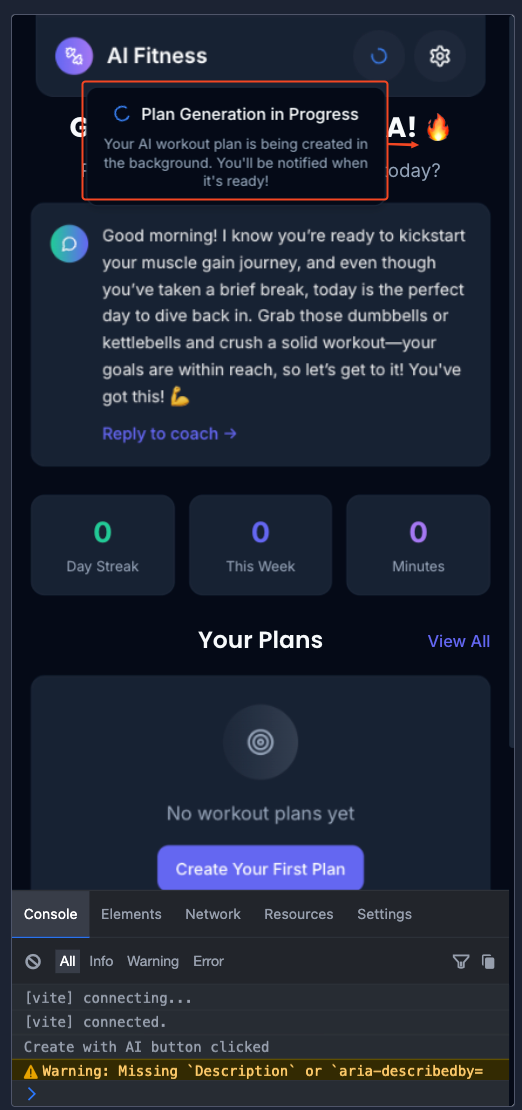 AI Fitness
Plan Generation in Progress
Your AI workout plan is being created in
the background. You'll be notified when
it's ready!
G A! 🔥
today?
Good morning! I know you’re ready to kickstart
your muscle gain journey, and even though
you’ve taken a brief break, today is the perfect
day to dive back in. Grab those dumbbells or
kettlebells and crush a solid workout—your
goals are within reach, so let’s get to it! You've
got this! 💪
Reply to coach →
0 0 0
Day Streak This Week Minutes
Your Plans View All
No workout plans yet
Create Your First Plan
Console Elements Network Resources Settings
All Info Warning Error
[vite] connecting...
[vite] connected.
Create with AI button clicked
⚠️Warning: Missing `Description` or `aria-describedby=
>